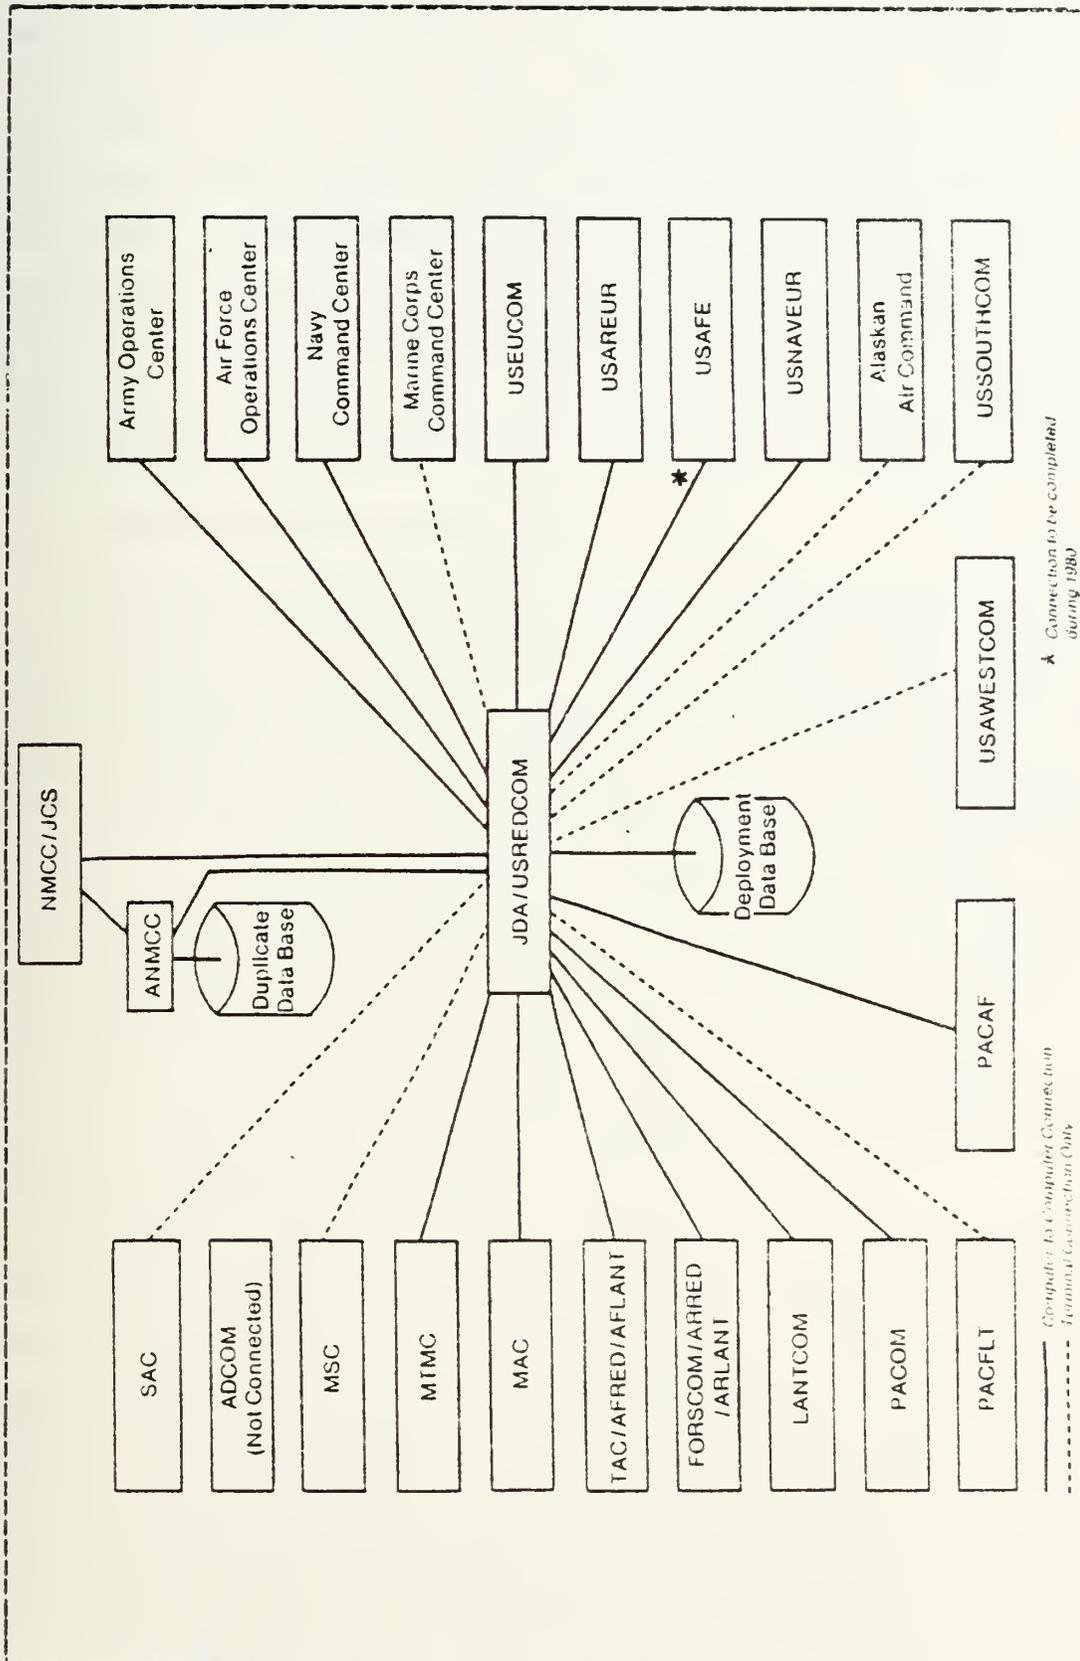 NMCC/JCS
ANMCC
Duplicate
Data Base
SAC
ADCOM
(Not Connected)
MSC
MTMC
MAC
TAC/AFRED/AFLANT
FORSCOM/ARRED
/ARLANT
LANTCOM
PACOM
PACFLT
JDA/USREDCOM
Deployment
Data Base
Army Operations
Center
Air Force
Operations Center
Navy
Command Center
Marine Corps
Command Center
USEUCOM
USAREUR
* USAFE
USNAVEUR
Alaskan
Air Command
USSOUTHCOM
PACAF
USAWESTCOM
Computer to Computer Connection
Terminal Connection Only
* Connection to be completed
during 1980